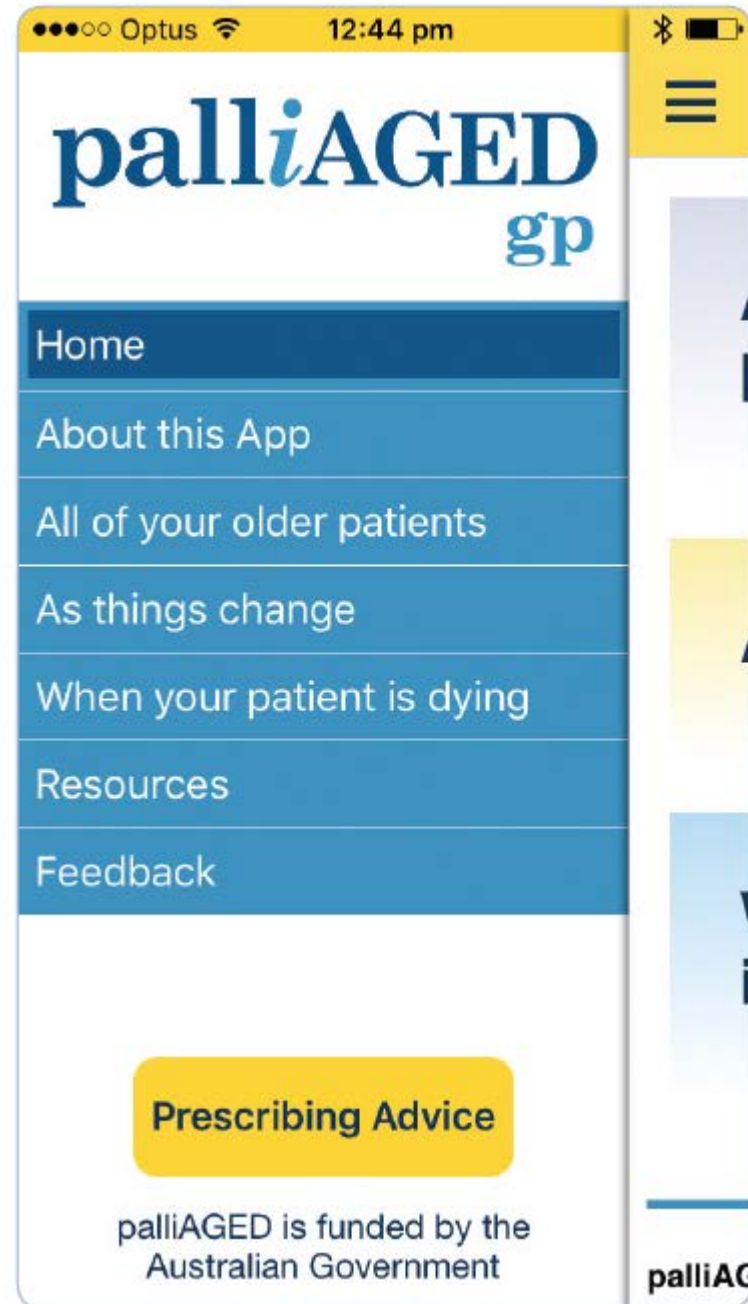 Optus 12:44 pm
palliAGED
gp
Home
About this App
All of your older patients
As things change
When your patient is dying
Resources
Feedback
Prescribing Advice
palliAGED is funded by the
Australian Government